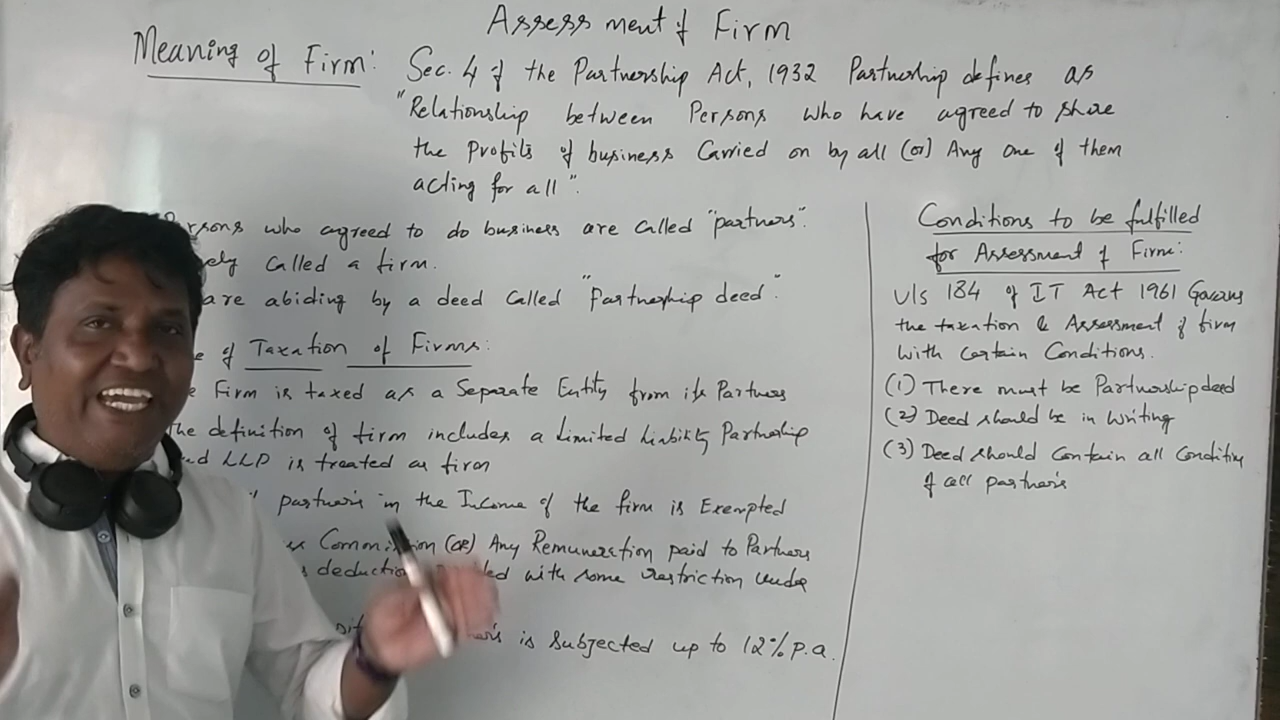 Assessment of Firm
Meaning of Firm: Sec. 4 of the Partnership Act, 1932 Partnership defines as
"Relationship between Persons who have agreed to share
the Profits of business Carried on by all (or) Any one of them
acting for all".
who agreed to do business are called "partners".
called a firm.
are abiding by a deed called "Partnership deed".
of Taxation of Firms:
Firm is taxed as a Separate Entity from its Partners
The definition of firm includes a Limited Liability Partnership
LLP is treated as firm
partner's in the Income of the firm is Exempted
Commission (OR) Any Remuneration paid to Partners
deduction with some restriction under
is subjected up to 12% p.a.
Conditions to be fulfilled
for Assessment of Firm:
U/s 184 of IT Act 1961 Governs
the taxation & Assessment of firm
with certain Conditions.
(1) There must be Partnership deed
(2) Deed should be in writing
(3) Deed should contain all condition
of all partner's